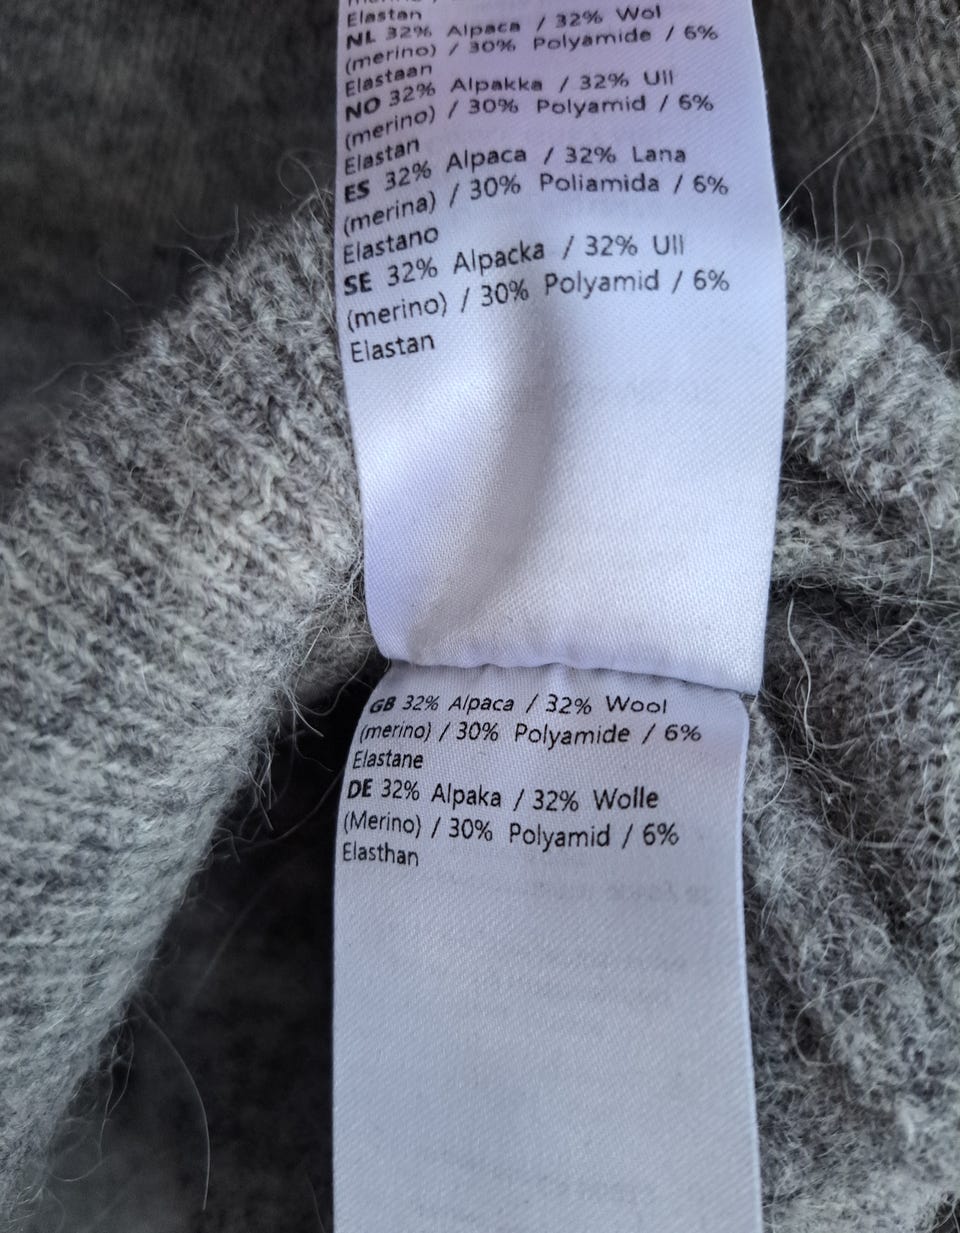 Elastan
NL 32% Alpaca / 32% Wol
(merino) / 30% Polyamide / 6%
Elastaan
NO 32% Alpakka / 32% Ull
(merino) / 30% Polyamid / 6%
Elastan
ES 32% Alpaca / 32% Lana
(merina) / 30% Poliamida / 6%
Elastano
SE 32% Alpacka / 32% Ull
(merino) / 30% Polyamid / 6%
Elastan
GB 32% Alpaca / 32% Wool
(merino) / 30% Polyamide / 6%
Elastane
DE 32% Alpaka / 32% Wolle
(Merino) / 30% Polyamid / 6%
Elasthan